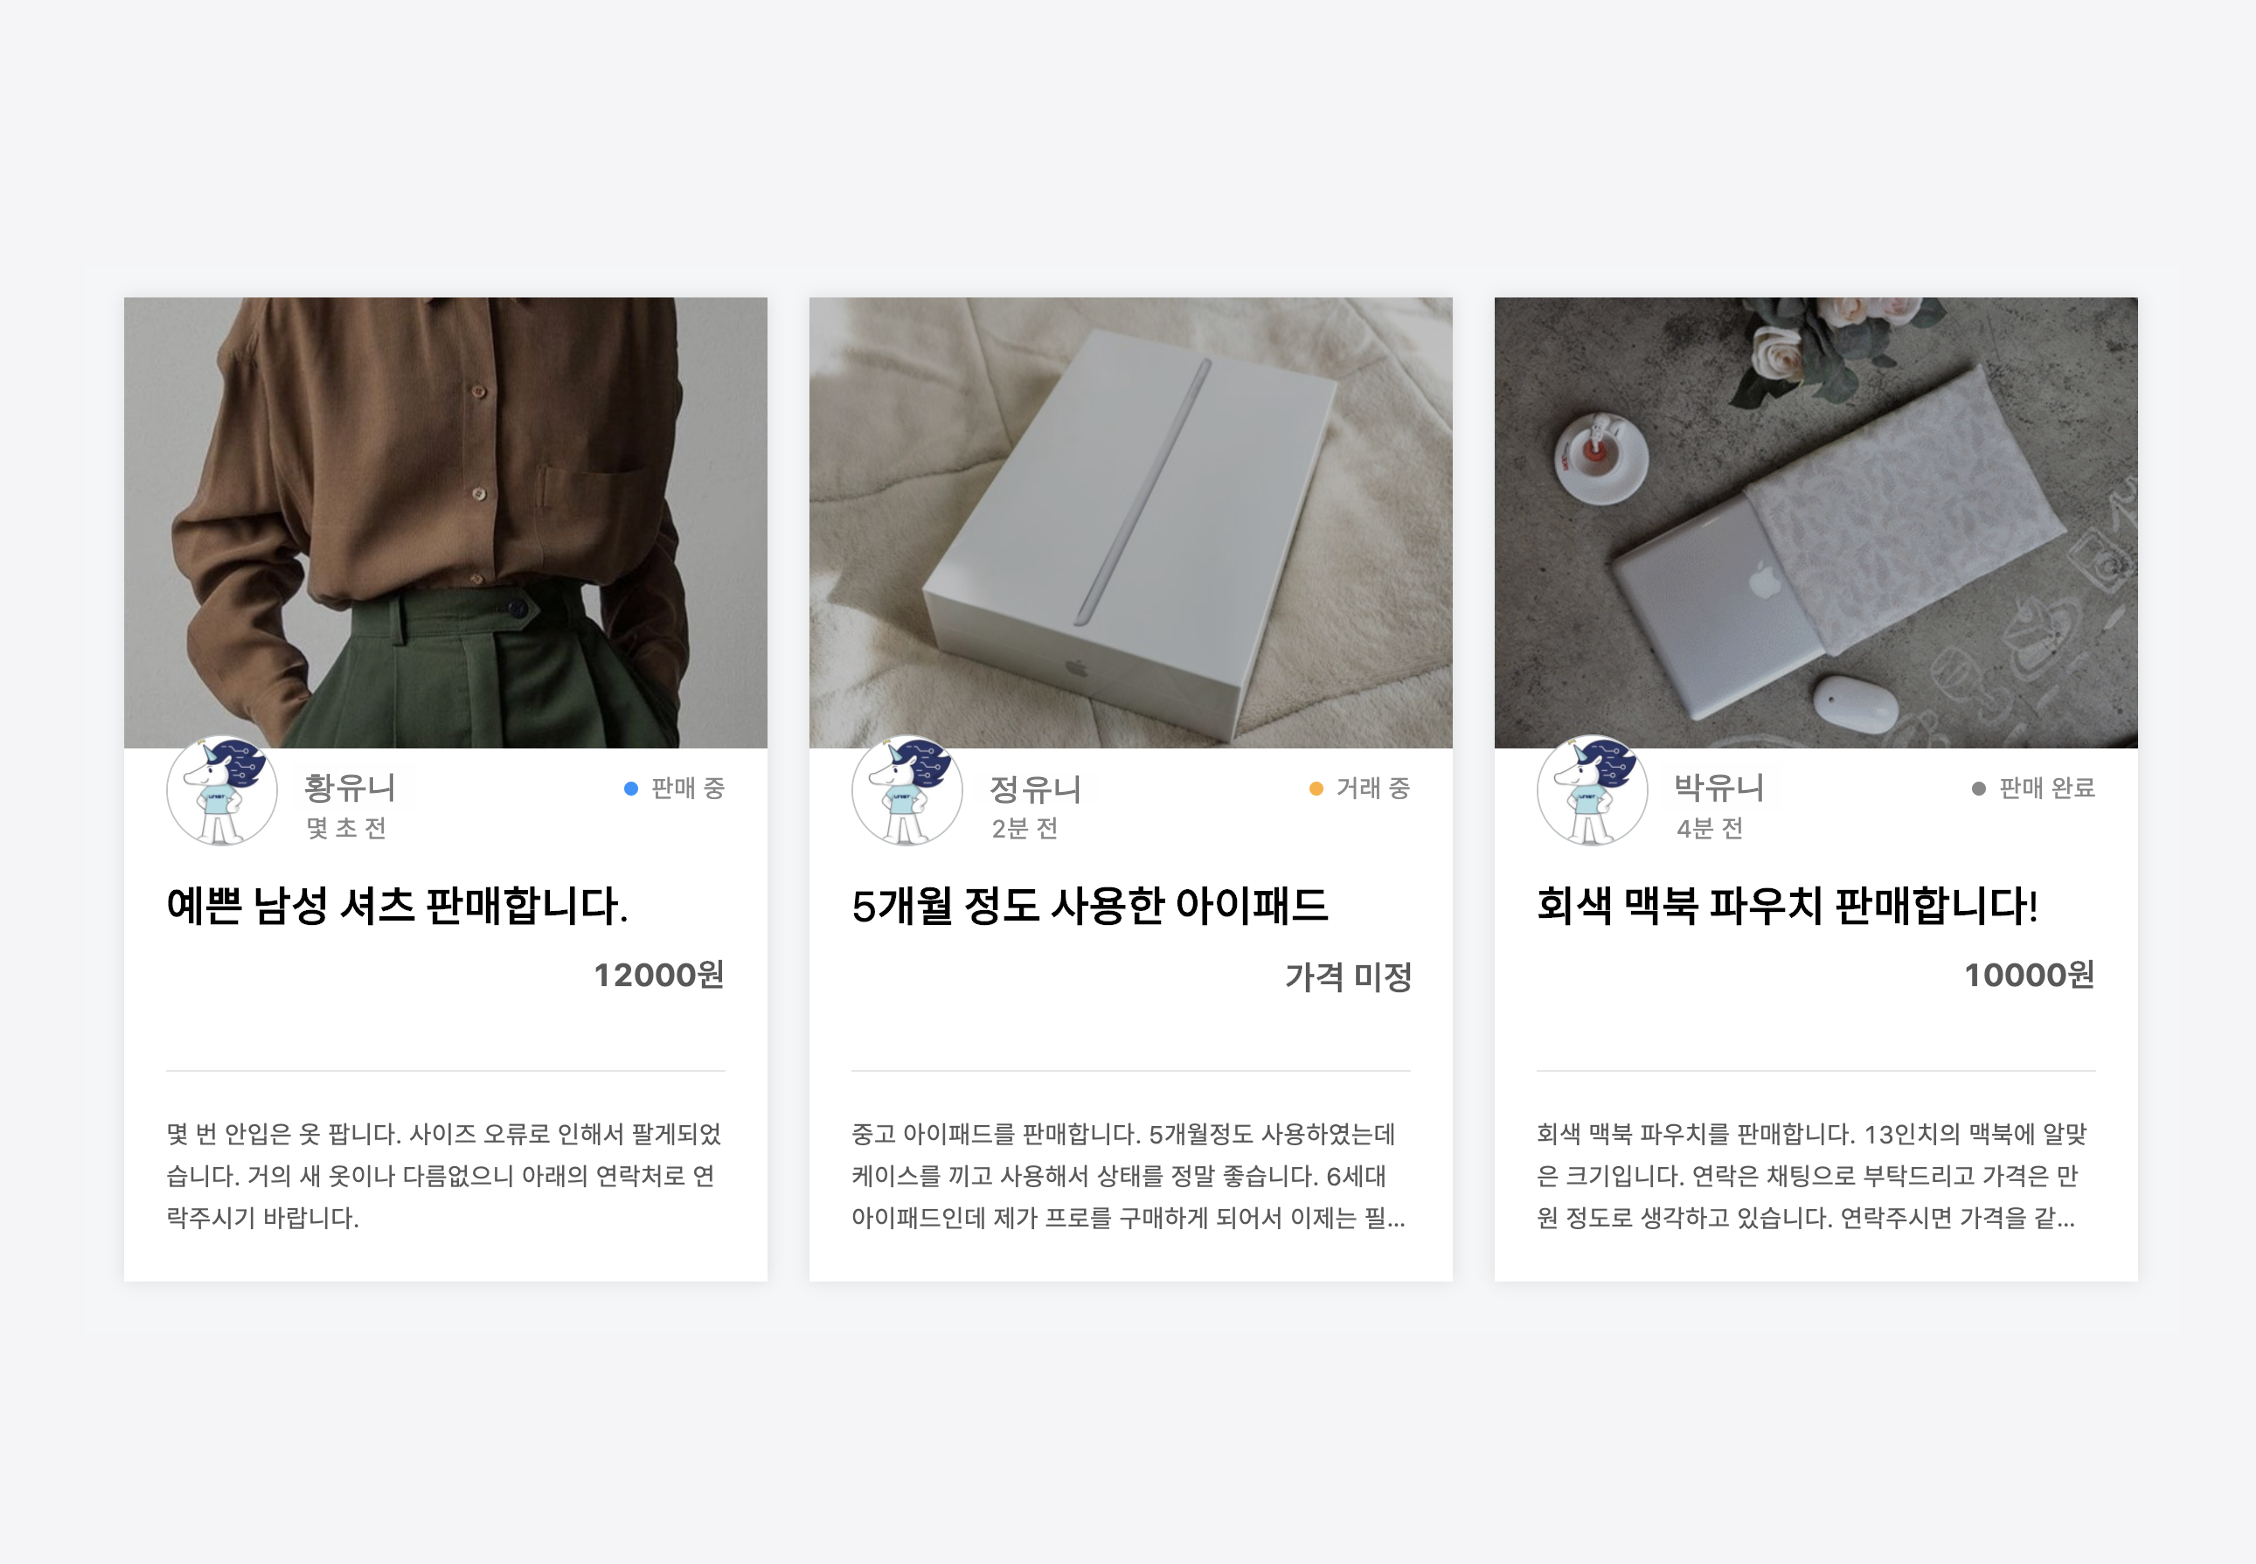 황유니
판매 중
몇 초 전
예쁜 남성 셔츠 판매합니다.
12000원
몇 번 안입은 옷 팝니다. 사이즈 오류로 인해서 팔게되었
습니다. 거의 새 옷이나 다름없으니 아래의 연락처로 연
락주시기 바랍니다.
정유니
거래 중
2분 전
5개월 정도 사용한 아이패드
가격 미정
중고 아이패드를 판매합니다. 5개월정도 사용하였는데
케이스를 끼고 사용해서 상태를 정말 좋습니다. 6세대
아이패드인데 제가 프로를 구매하게 되어서 이제는 필...
박유니
판매 완료
4분 전
회색 맥북 파우치 판매합니다!
10000원
회색 맥북 파우치를 판매합니다. 13인치의 맥북에 알맞
은 크기입니다. 연락은 채팅으로 부탁드리고 가격은 만
원 정도로 생각하고 있습니다. 연락주시면 가격을 같...